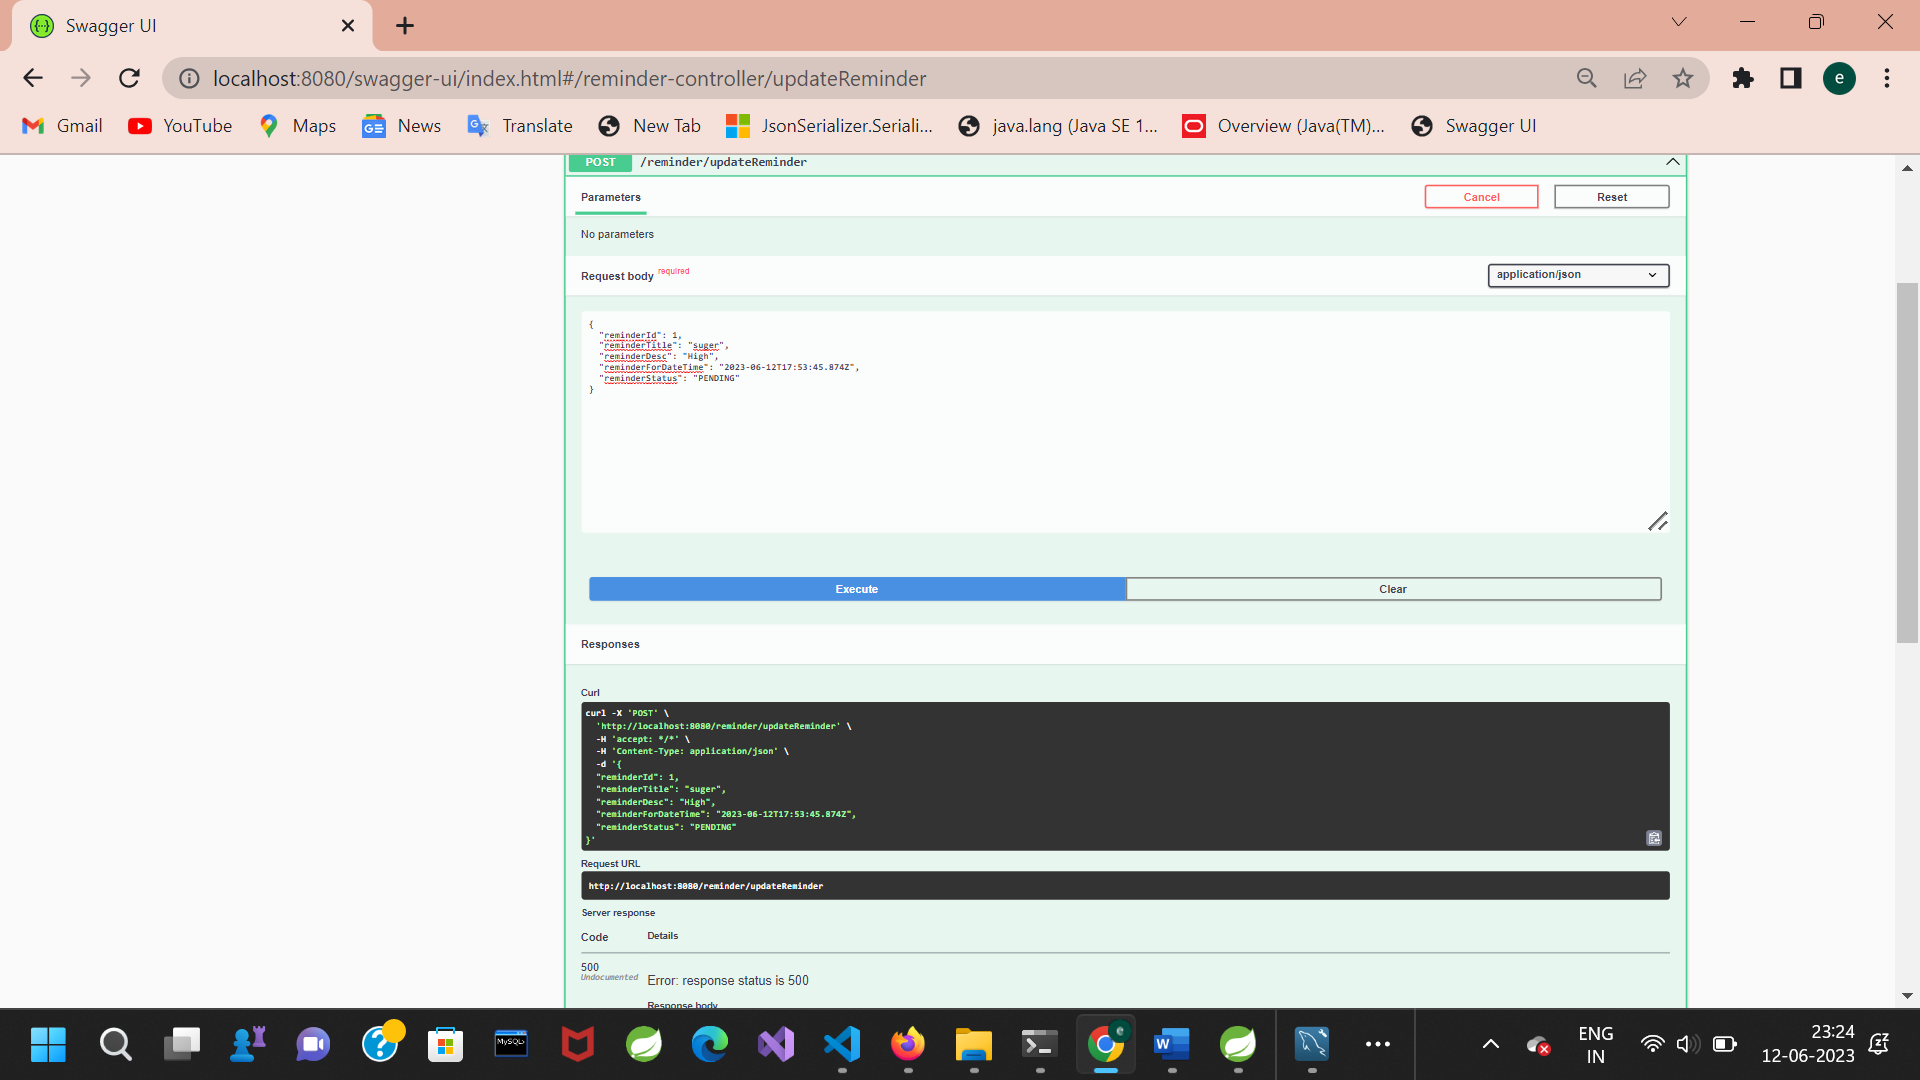 Swagger UI
localhost:8080/swagger-ui/index.html#/reminder-controller/updateReminder
e
Gmail YouTube Maps News Translate New Tab JsonSerializer.Seriali... java.lang (Java SE 1... Overview (Java(TM)... Swagger UI
POST /reminder/updateReminder
Parameters
Cancel
Reset
No parameters
Request body required
application/json
{
"reminderId": 1,
"reminderTitle": "suger",
"reminderDesc": "High",
"reminderForDateTime": "2023-06-12T17:53:45.874Z",
"reminderStatus": "PENDING"
}
Execute
Clear
Responses
Curl
curl -X 'POST' \
'http://localhost:8080/reminder/updateReminder' \
-H 'accept: */*' \
-H 'Content-Type: application/json' \
-d '{
"reminderId": 1,
"reminderTitle": "suger",
"reminderDesc": "High",
"reminderForDateTime": "2023-06-12T17:53:45.874Z",
"reminderStatus": "PENDING"
}'
Request URL
http://localhost:8080/reminder/updateReminder
Server response
Code Details
500
Undocumented
Error: response status is 500
Response body
MySQL
ENG
IN
23:24
12-06-2023